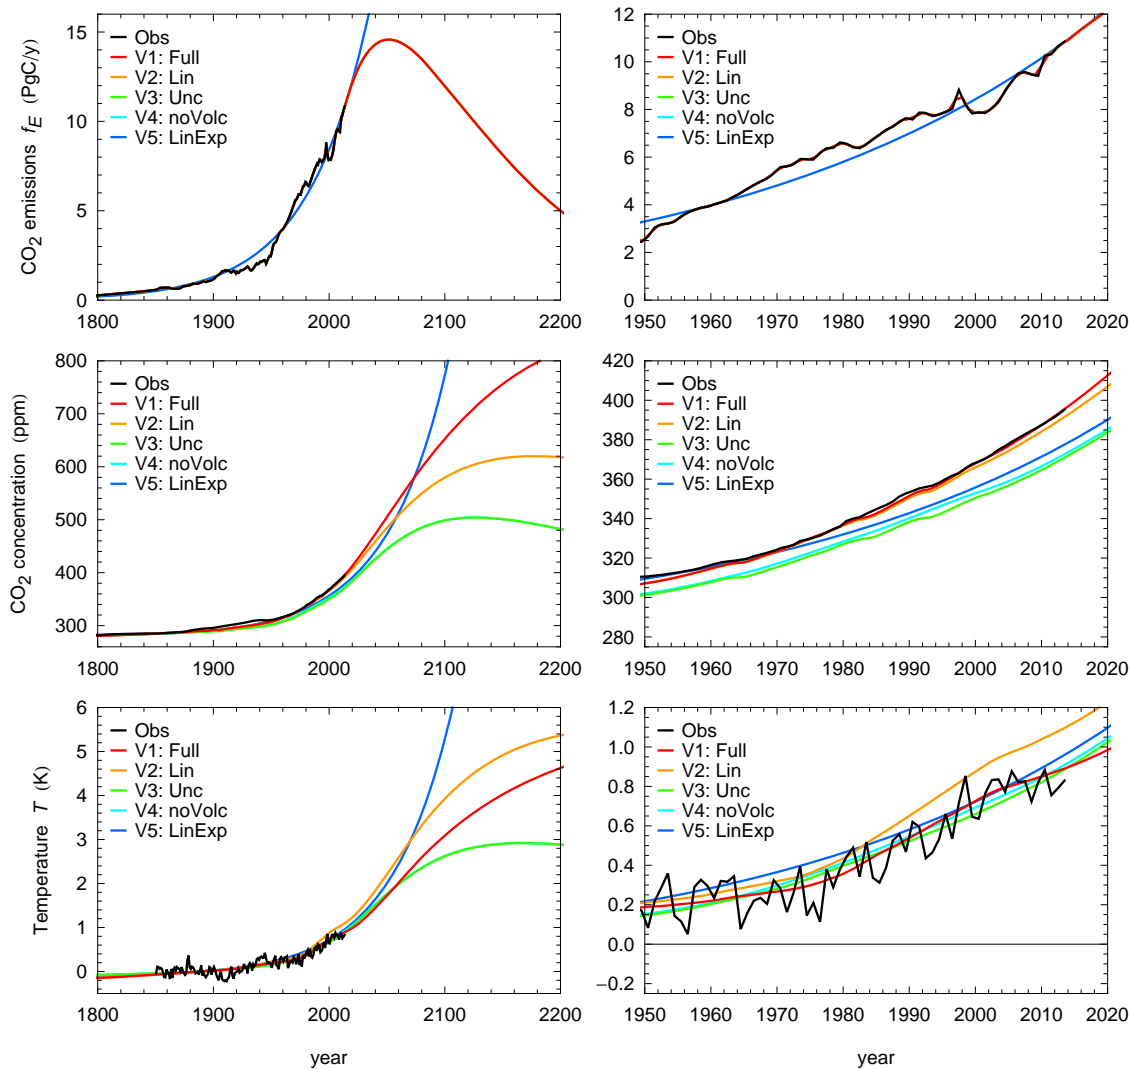 CO2 emissions fE (PgC/y)
15
10
5
0
Obs
V1: Full
V2: Lin
V3: Unc
V4: noVolc
V5: LinExp
1800 1900 2000 2100 2200
12
10
8
6
4
2
0
Obs
V1: Full
V2: Lin
V3: Unc
V4: noVolc
V5: LinExp
1950 1960 1970 1980 1990 2000 2010 2020
CO2 concentration (ppm)
800
700
600
500
400
300
Obs
V1: Full
V2: Lin
V3: Unc
V4: noVolc
V5: LinExp
1800 1900 2000 2100 2200
420
400
380
360
340
320
300
280
Obs
V1: Full
V2: Lin
V3: Unc
V4: noVolc
V5: LinExp
1950 1960 1970 1980 1990 2000 2010 2020
Temperature T (K)
6
5
4
3
2
1
0
Obs
V1: Full
V2: Lin
V3: Unc
V4: noVolc
V5: LinExp
1800 1900 2000 2100 2200
year
1.2
1.0
0.8
0.6
0.4
0.2
0.0
−0.2
Obs
V1: Full
V2: Lin
V3: Unc
V4: noVolc
V5: LinExp
1950 1960 1970 1980 1990 2000 2010 2020
year